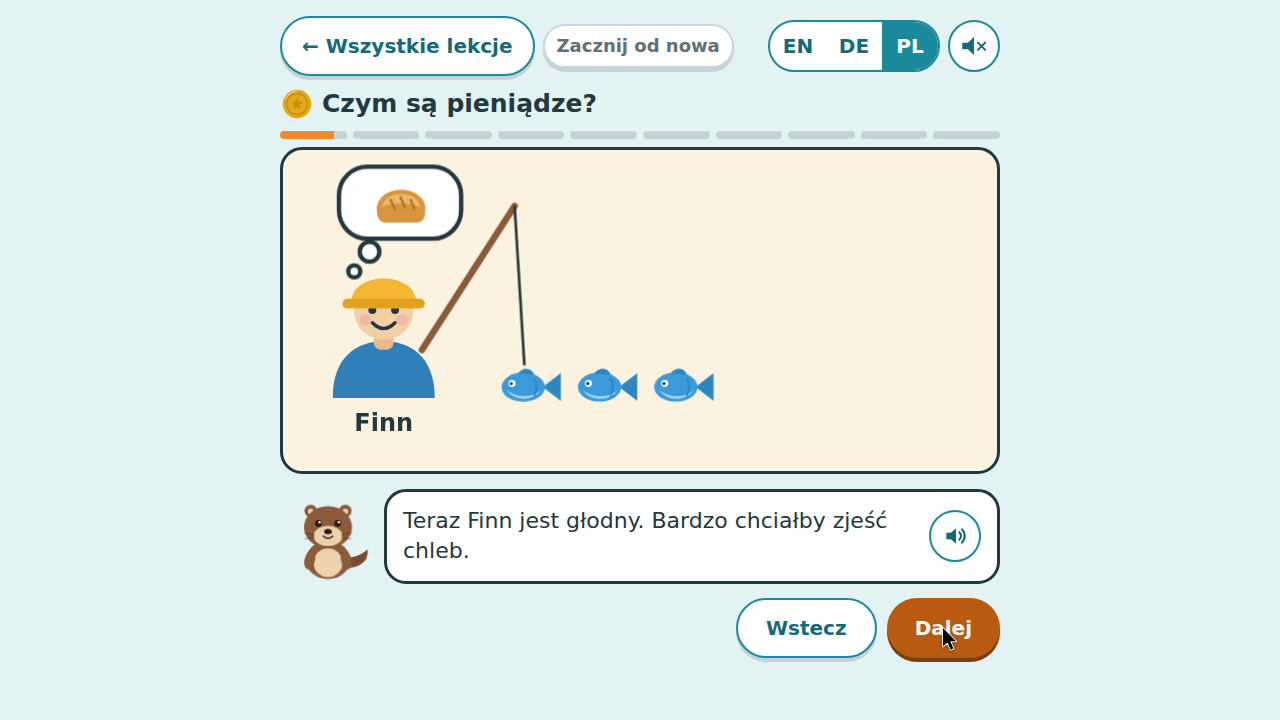 ← Wszystkie lekcje
Zacznij od nowa
EN DE PL
Czym są pieniądze?
Finn
Teraz Finn jest głodny. Bardzo chciałby zjeść
chleb.
Wstecz
Dalej